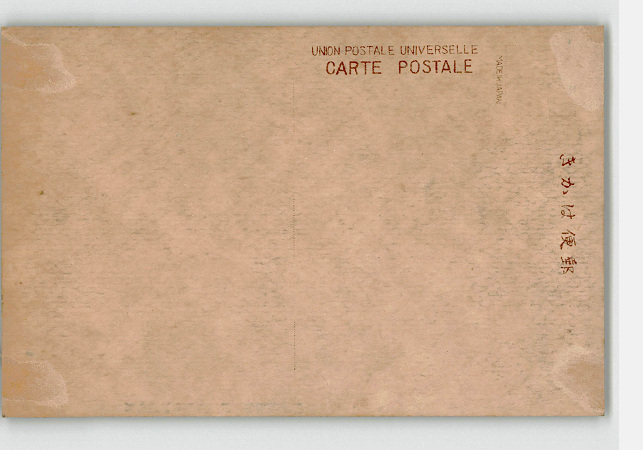 UNION POSTALE UNIVERSELLE
CARTE POSTALE
MADE IN JAPAN
郵便はかき